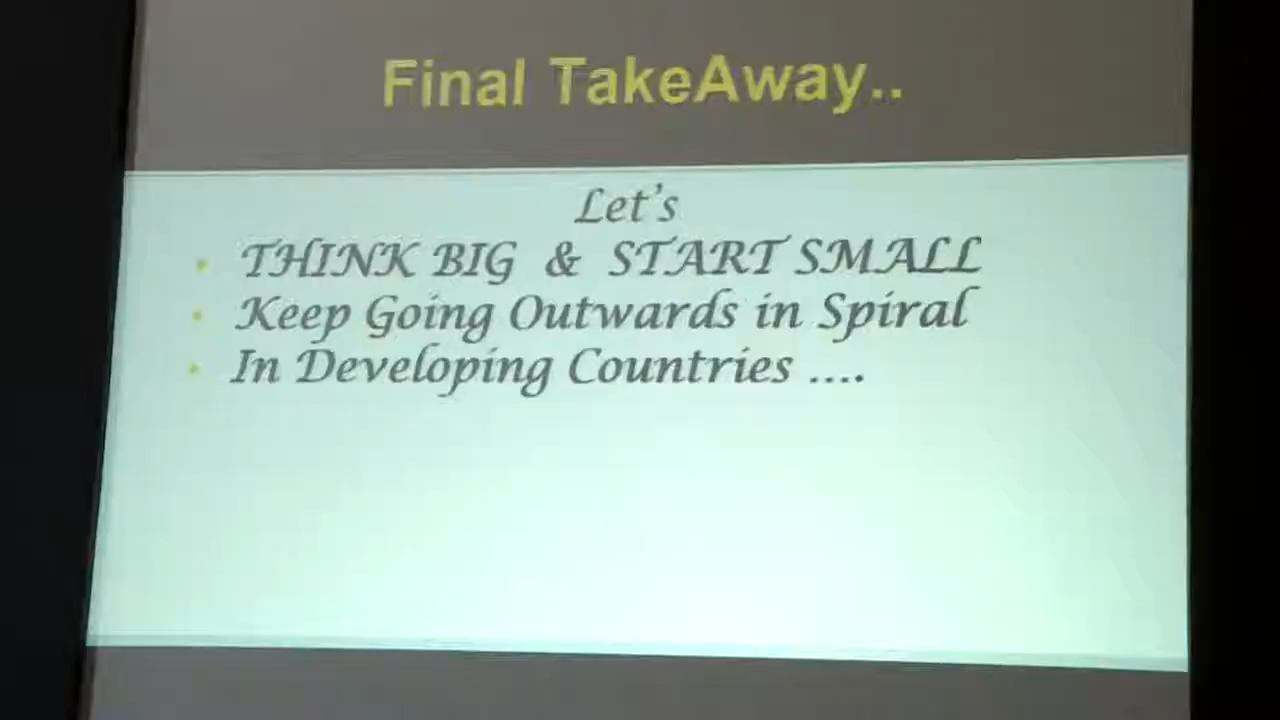 Final TakeAway..
Let's
• THINK BIG & START SMALL
• Keep Going Outwards in Spiral
• In Developing Countries ....